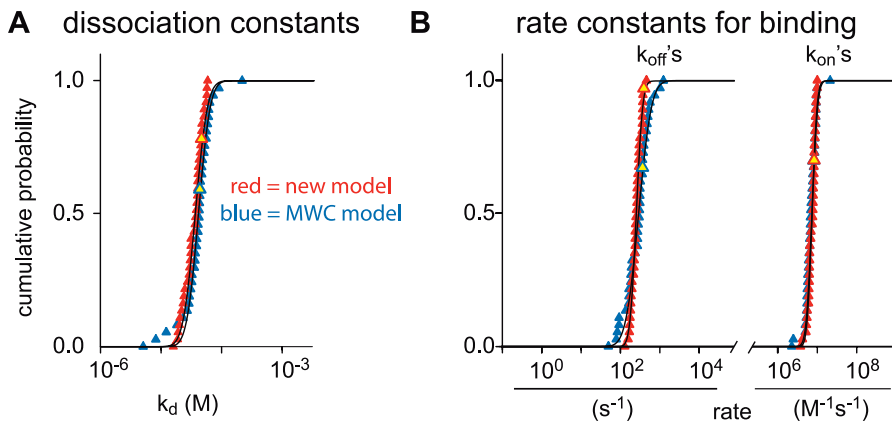 A dissociation constants
B rate constants for binding
k_off's
k_on's
cumulative probability
1.0
0.5
0.0
red = new model
blue = MWC model
10^-6
10^-3
k_d (M)
1.0
0.5
0.0
10^0
10^2
10^4
10^6
10^8
(s^-1)
rate
(M^-1s^-1)